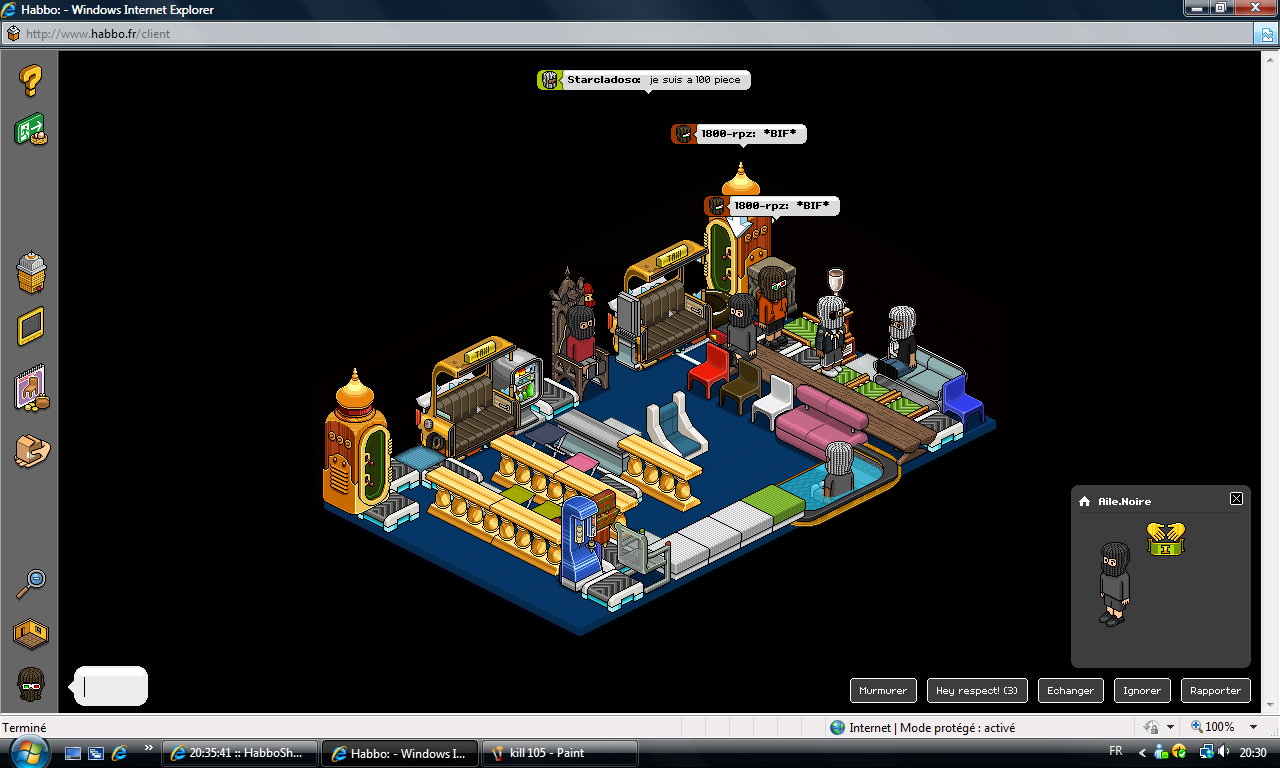 Habbo: - Windows Internet Explorer
http://www.habbo.fr/client
Starcladoso: je suis a 100 piece
1800-rpz: *BIF*
1800-rpz: *BIF*
TAXI
TAXI
Aile.Noire
I
Murmurer
Hey respect! (3)
Echanger
Ignorer
Rapporter
Terminé
Internet | Mode protégé : activé
100%
20:35:41 :: HabboSh...
Habbo: - Windows I...
kill 105 - Paint
FR
20:30